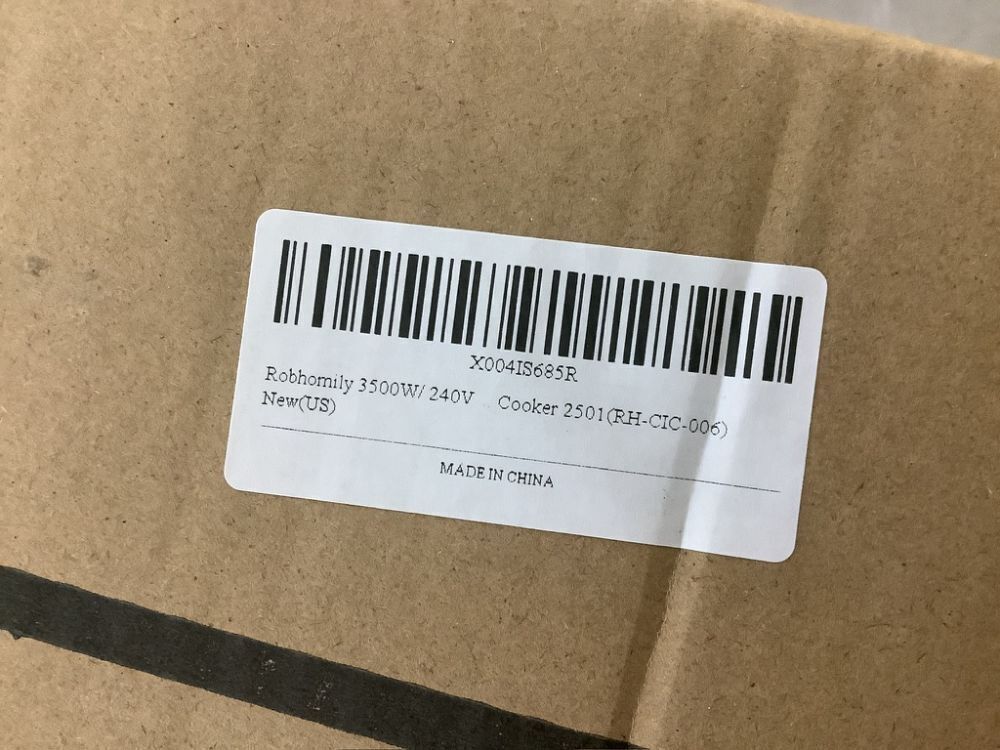 X004IS685R
Robhomily 3500W/ 240V Cooker 2501(RH-CIC-006)
New(US)
MADE IN CHINA